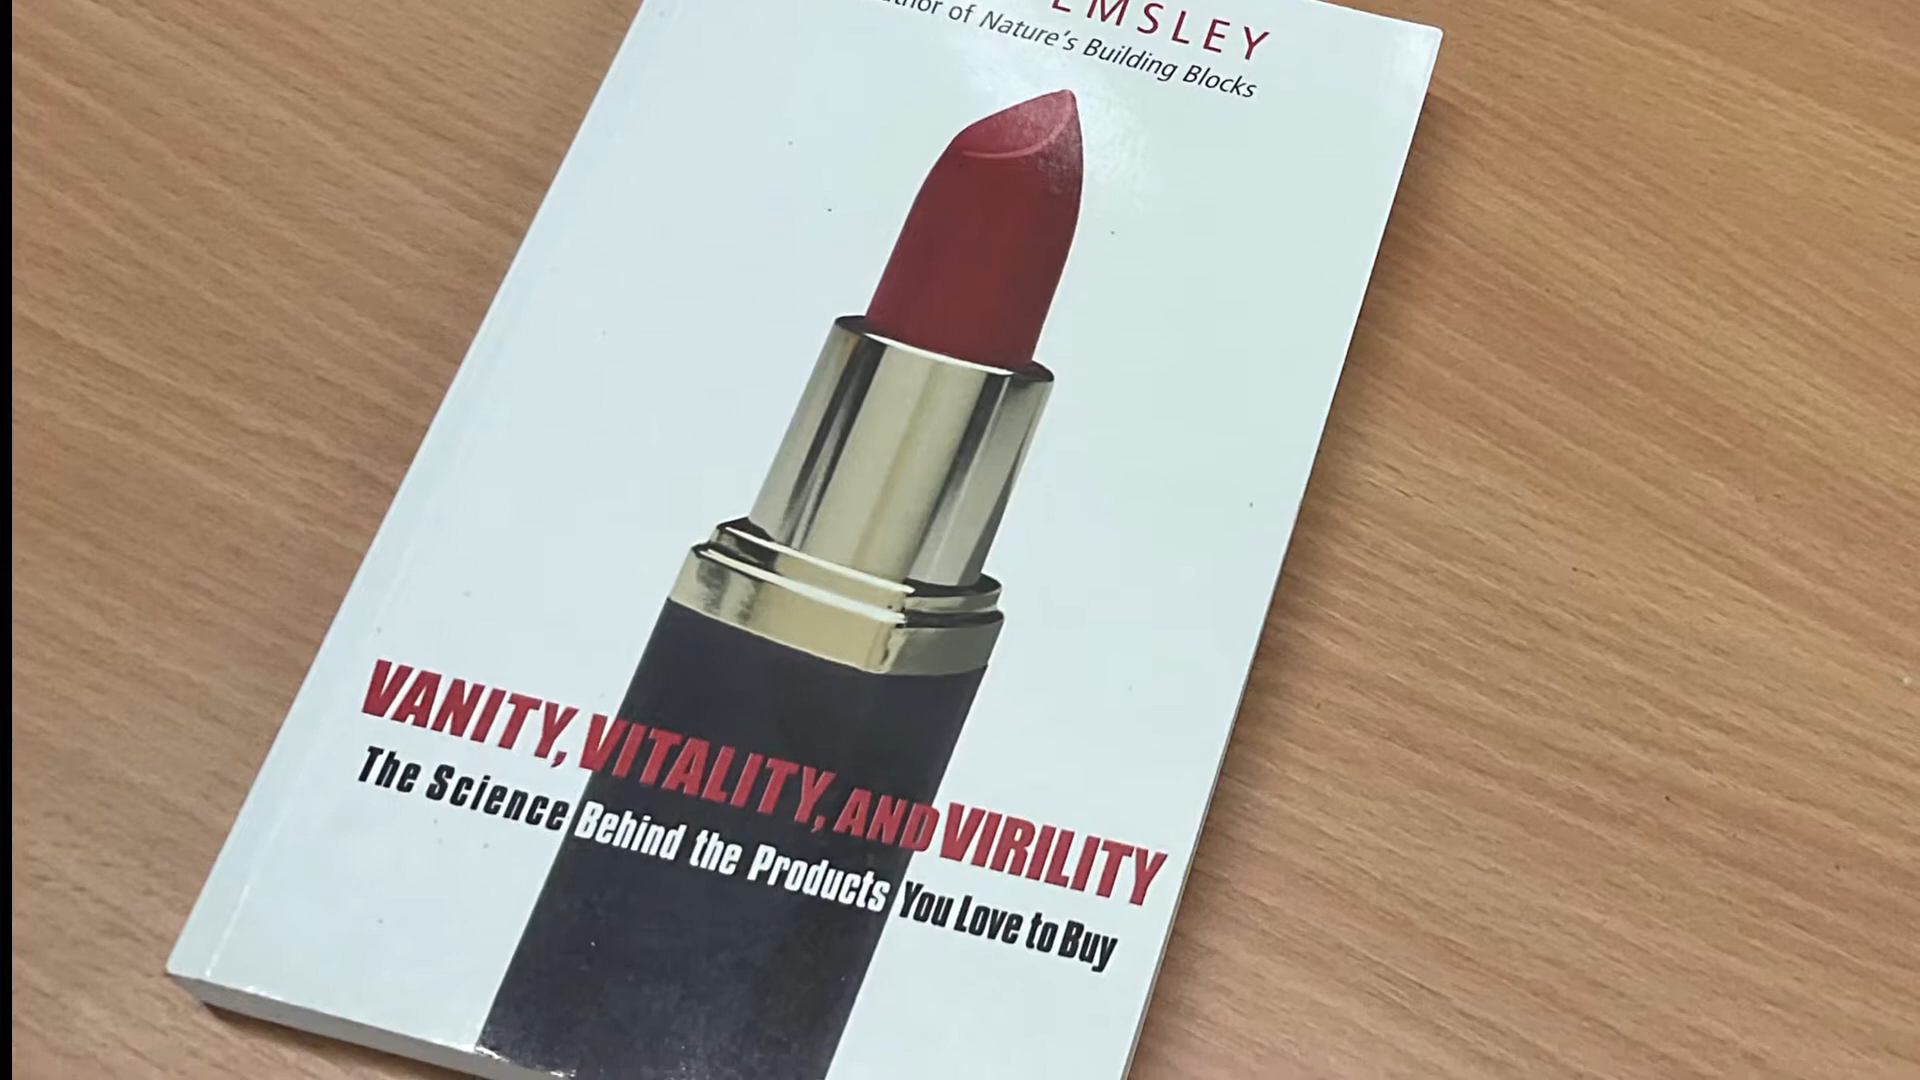 EMSLEY
author of Nature's Building Blocks
VANITY, VITALITY, AND VIRILITY
The Science Behind the Products You Love to Buy